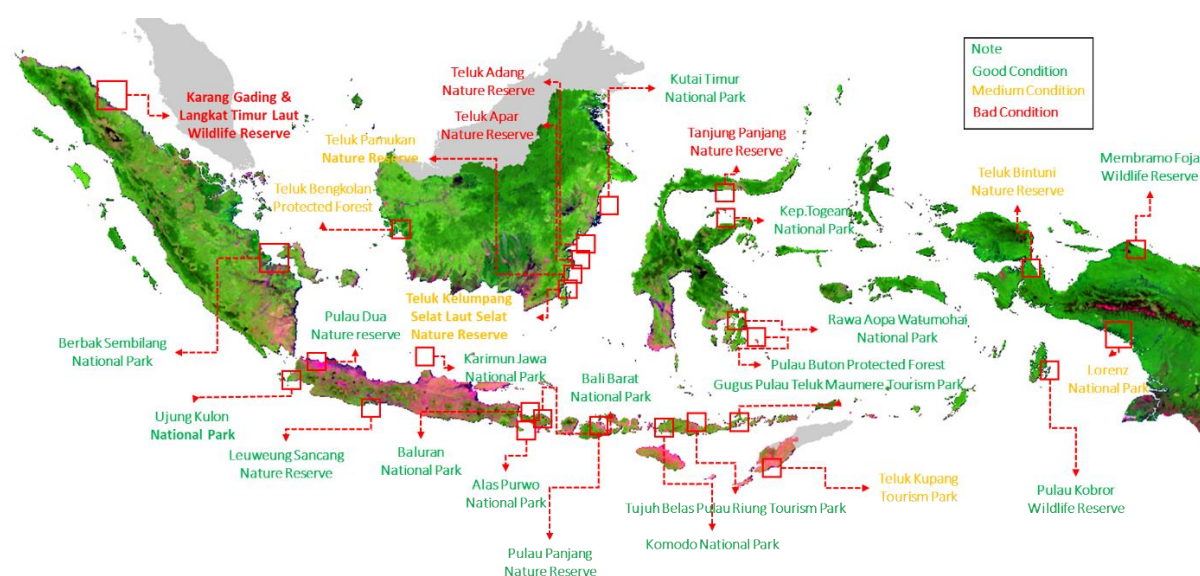 Note
Good Condition
Medium Condition
Bad Condition
Teluk Adang
Nature Reserve
Teluk Apar
Nature Reserve
Kutai Timur
National Park
Karang Gading &
Langkat Timur Laut
Wildlife Reserve
Teluk Pamukan
Nature Reserve
Teluk Bengkolan
Protected Forest
Tanjung Panjang
Nature Reserve
Kep.Togean
National Park
Teluk Bintuni
Nature Reserve
Membramo Foja
Wildlife Reserve
Berbak Sembilang
National Park
Pulau Dua
Nature reserve
Teluk Kelumpang
Selat Laut Selat
Nature Reserve
Karimun Jawa
National Park
Bali Barat
National Park
Rawa Aopa Watumohai
National Park
Pulau Buton Protected Forest
Gugus Pulau Teluk Maumere Tourism Park
Lorenz
National Park
Ujung Kulon
National Park
Leuweung Sancang
Nature Reserve
Baluran
National Park
Alas Purwo
National Park
Pulau Panjang
Nature Reserve
Tujuh Belas Pulau Riung Tourism Park
Komodo National Park
Teluk Kupang
Tourism Park
Pulau Kobror
Wildlife Reserve